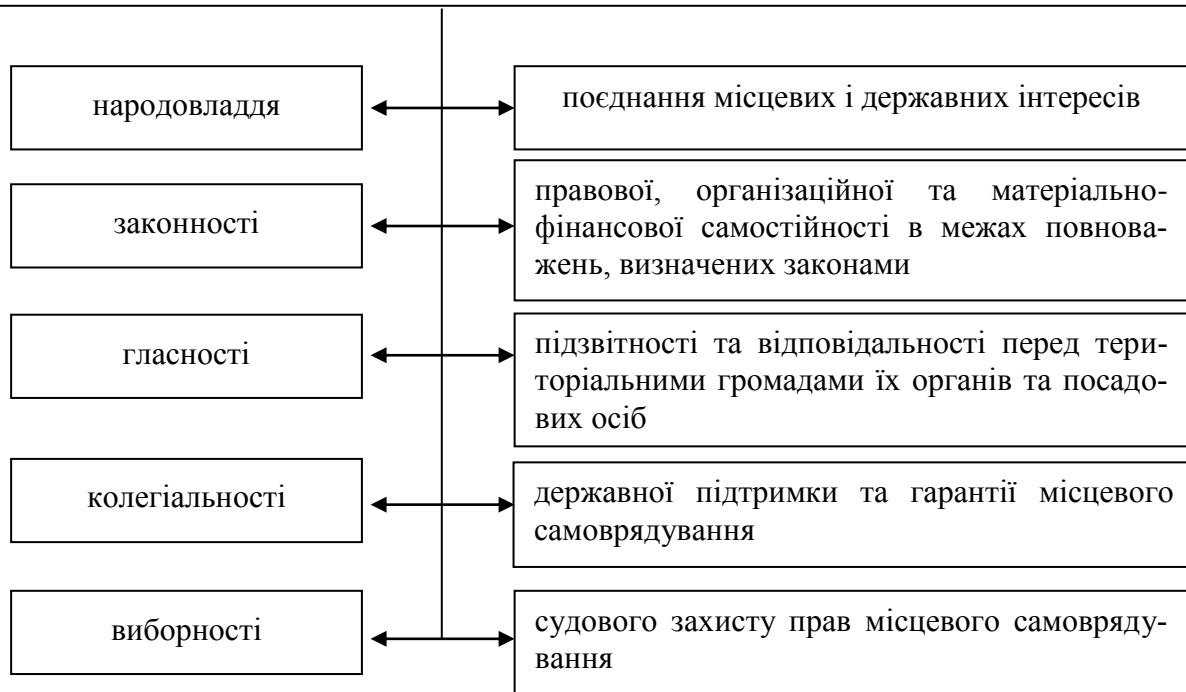 народовладдя
поєднання місцевих і державних інтересів
законності
правової, організаційної та матеріально-
фінансової самостійності в межах повнова-
жень, визначених законами
гласності
підзвітності та відповідальності перед тери-
торіальними громадами їх органів та посадо-
вих осіб
колегіальності
державної підтримки та гарантії місцевого
самоврядування
виборності
судового захисту прав місцевого самовряду-
вання